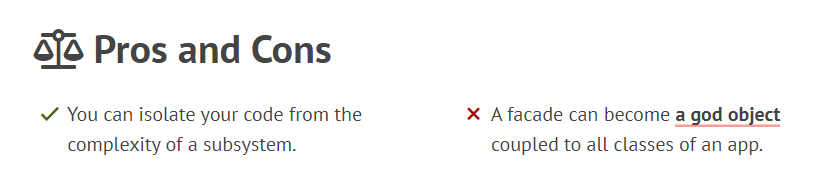 Pros and Cons
You can isolate your code from the
complexity of a subsystem.
A facade can become a god object
coupled to all classes of an app.